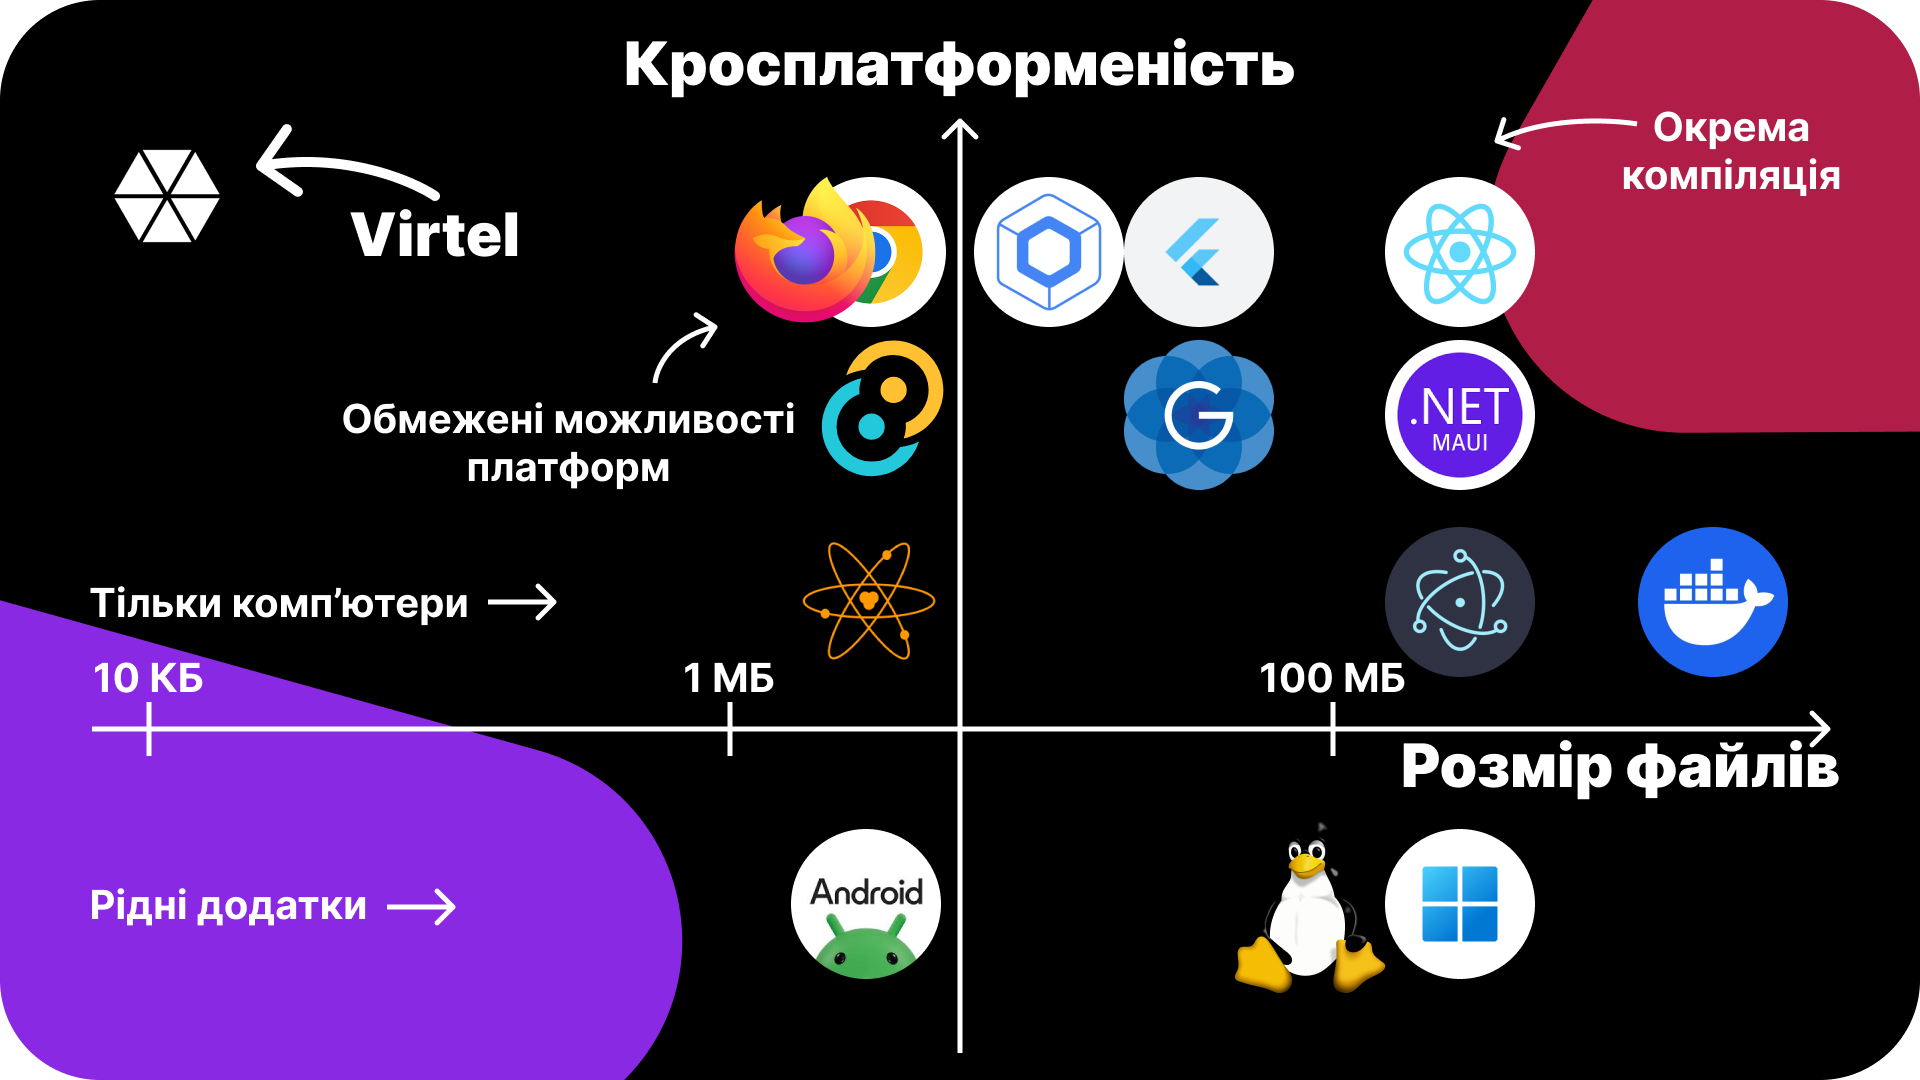 Кросплатформеність
Окрема
компіляція
Virtel
Обмежені можливості
платформ
G
.NET
MAUI
Тільки комп’ютери
10 КБ
1 МБ
100 МБ
Розмір файлів
Рідні додатки
Android